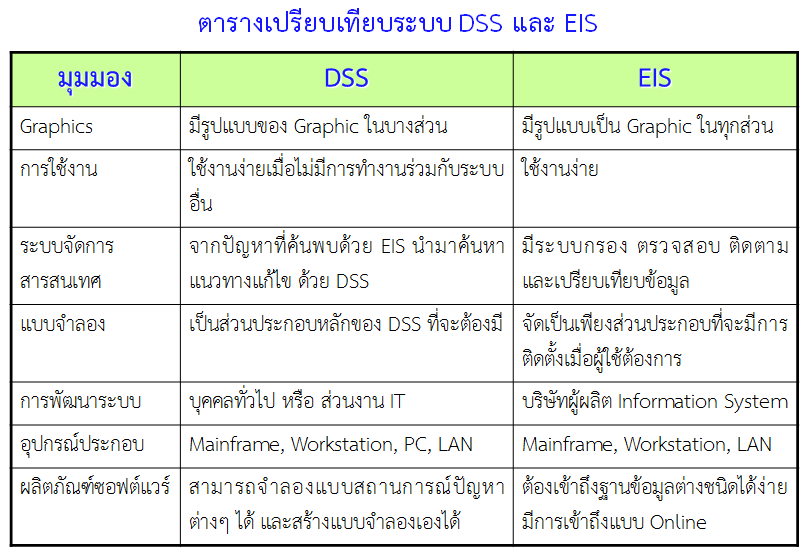 ตารางเปรียบเทียบระบบ DSS และ EIS
มุมมอง DSS EIS
Graphics มีรูปแบบของ Graphic ในบางส่วน มีรูปแบบเป็น Graphic ในทุกส่วน
การใช้งาน ใช้งานง่ายเมื่อไม่มีการทำงานร่วมกับระบบ ใช้งานง่าย
อื่น
ระบบจัดการ จากปัญหาที่ค้นพบด้วย EIS นำมาค้นหา มีระบบกรอง ตรวจสอบ ติดตาม
สารสนเทศ แนวทางแก้ไข ด้วย DSS และเปรียบเทียบข้อมูล
แบบจำลอง เป็นส่วนประกอบหลักของ DSS ที่จะต้องมี จัดเป็นเพียงส่วนประกอบที่จะมีการ
ติดตั้งเมื่อผู้ใช้ต้องการ
การพัฒนาระบบ บุคคลทั่วไป หรือ ส่วนงาน IT บริษัทผู้ผลิต Information System
อุปกรณ์ประกอบ Mainframe, Workstation, PC, LAN Mainframe, Workstation, LAN
ผลิตภัณฑ์ซอฟต์แวร์ สามารถจำลองแบบสถานการณ์ปัญหา ต้องเข้าถึงฐานข้อมูลต่างชนิดได้ง่าย
ต่างๆ ได้ และสร้างแบบจำลองเองได้ มีการเข้าถึงแบบ Online